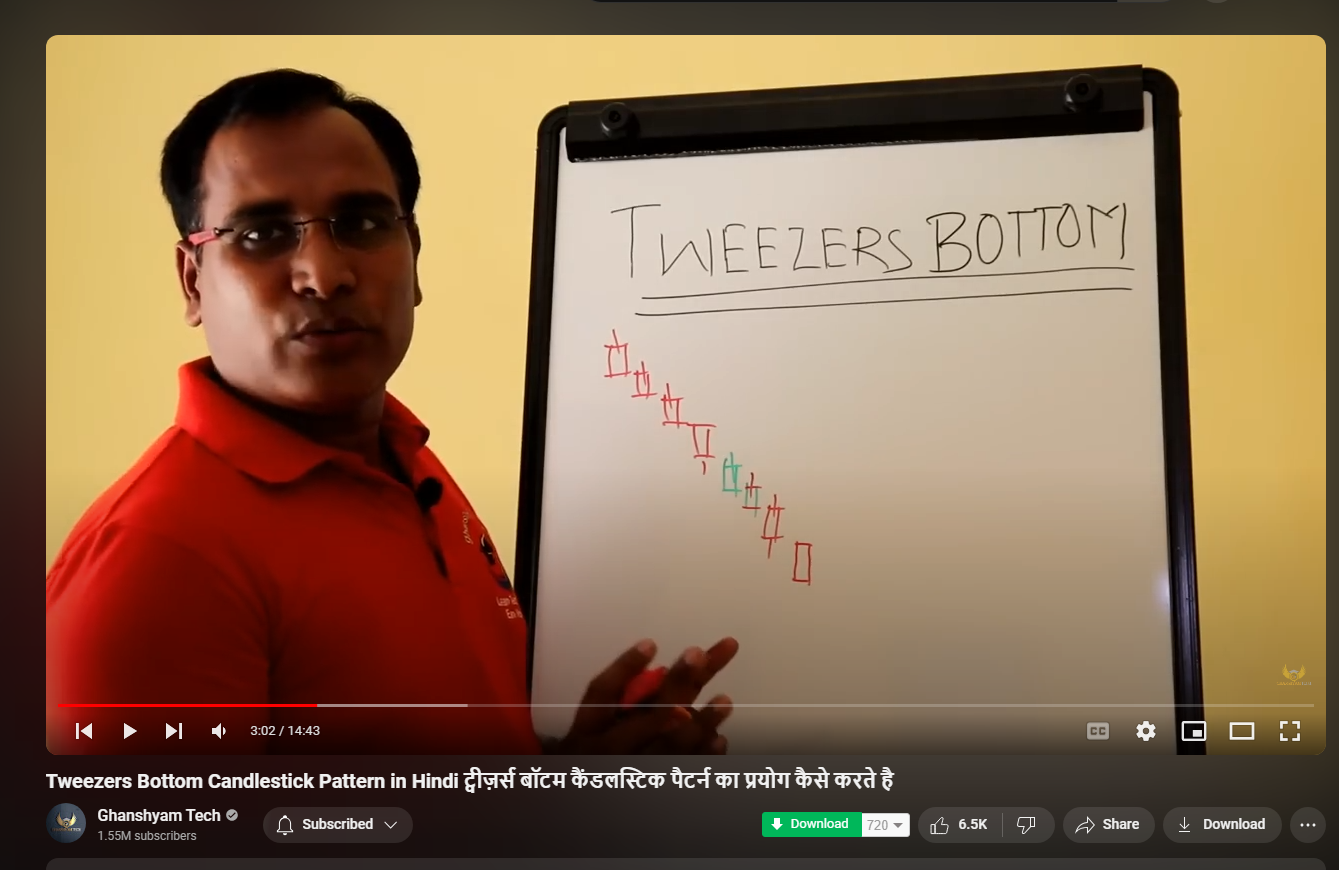 TWEEZERS BOTTOM
3:02 / 14:43
CC
Tweezers Bottom Candlestick Pattern in Hindi ट्वीज़र्स बॉटम कैंडलस्टिक पैटर्न का प्रयोग कैसे करते है
Ghanshyam Tech
1.55M subscribers
Subscribed
Download
720
6.5K
Share
Download